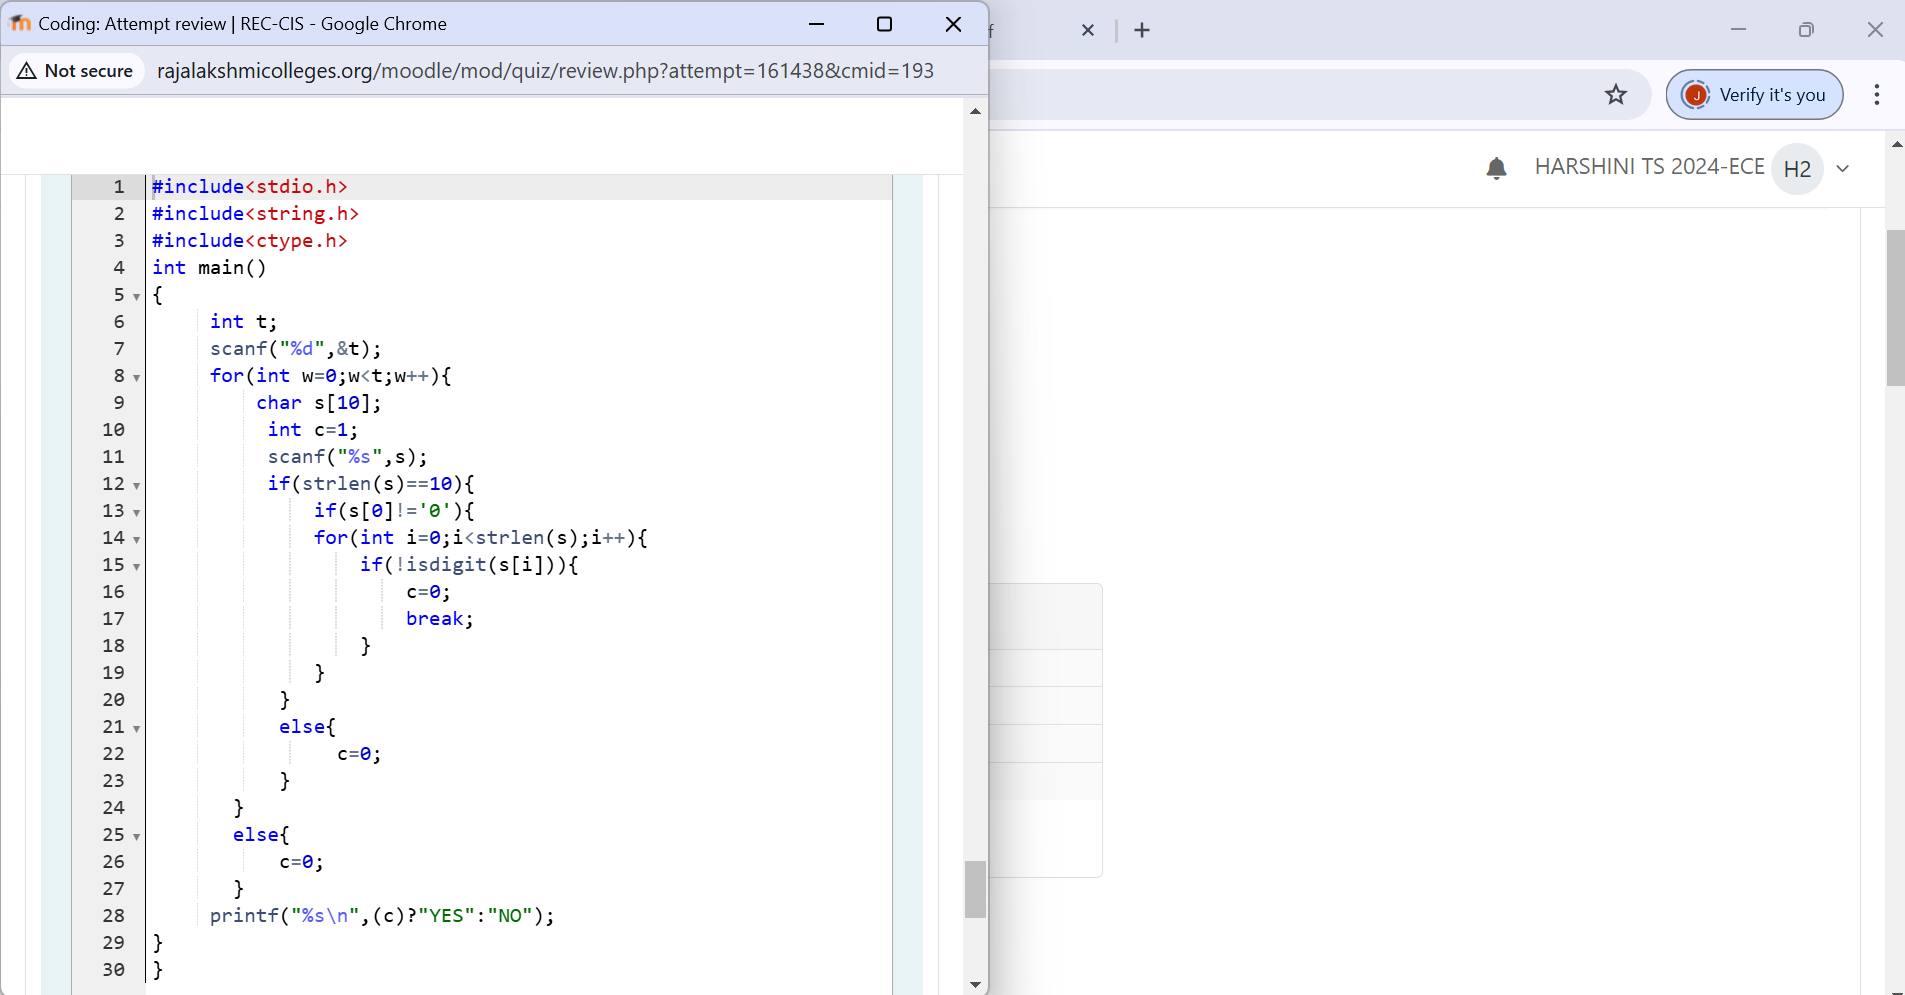 Coding: Attempt review | REC-CIS - Google Chrome
Not secure rajalakshmicolleges.org/moodle/mod/quiz/review.php?attempt=161438&cmid=193
J Verify it's you
HARSHINI TS 2024-ECE H2
1 #include<stdio.h>
2 #include<string.h>
3 #include<ctype.h>
4 int main()
5 {
6 int t;
7 scanf("%d",&t);
8 for(int w=0;w<t;w++){
9 char s[10];
10 int c=1;
11 scanf("%s",s);
12 if(strlen(s)==10){
13 if(s[0]!='0'){
14 for(int i=0;i<strlen(s);i++){
15 if(!isdigit(s[i])){
16 c=0;
17 break;
18 }
19 }
20 }
21 else{
22 c=0;
23 }
24 }
25 else{
26 c=0;
27 }
28 printf("%s\n",(c)?"YES":"NO");
29 }
30 }